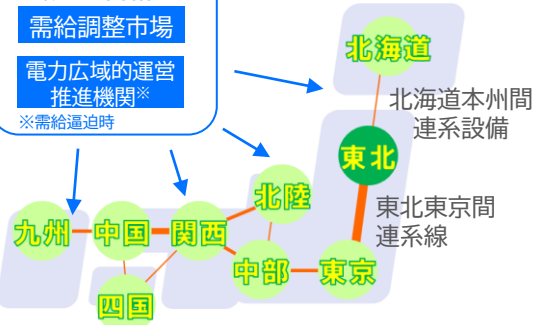 需給調整市場
電力広域的運営
推進機関※
※需給逼迫時
北海道
北海道本州間
連系設備
東北
北陸
東北東京間
連系線
九州
中国
関西
中部
東京
四国